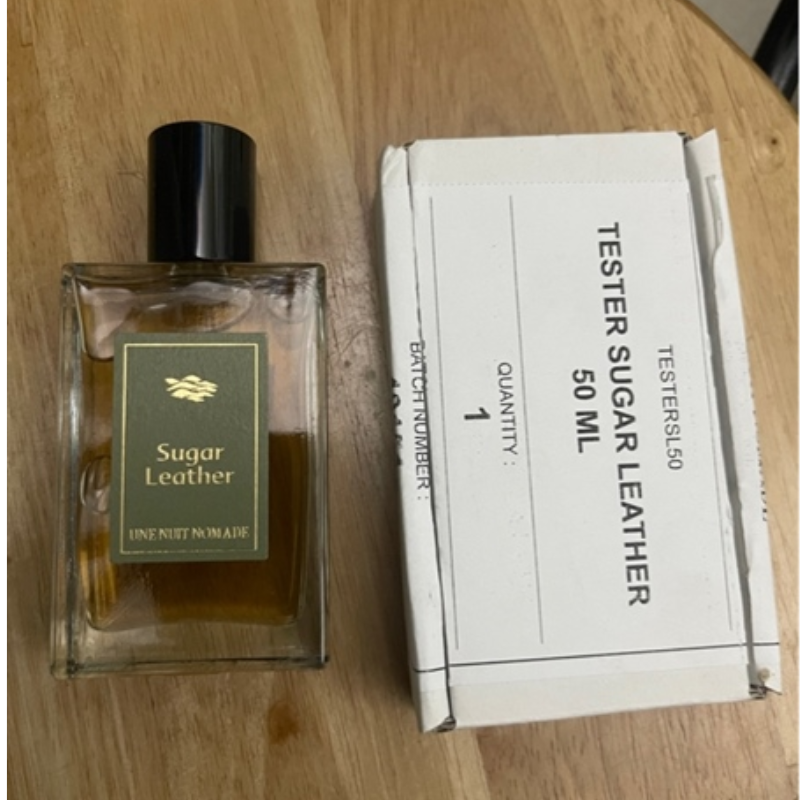 Sugar
Leather
UNE NUIT NOMADE
TESTERSL50
TESTER SUGAR LEATHER
50 ML
QUANTITY :
1
BATCH NUMBER :